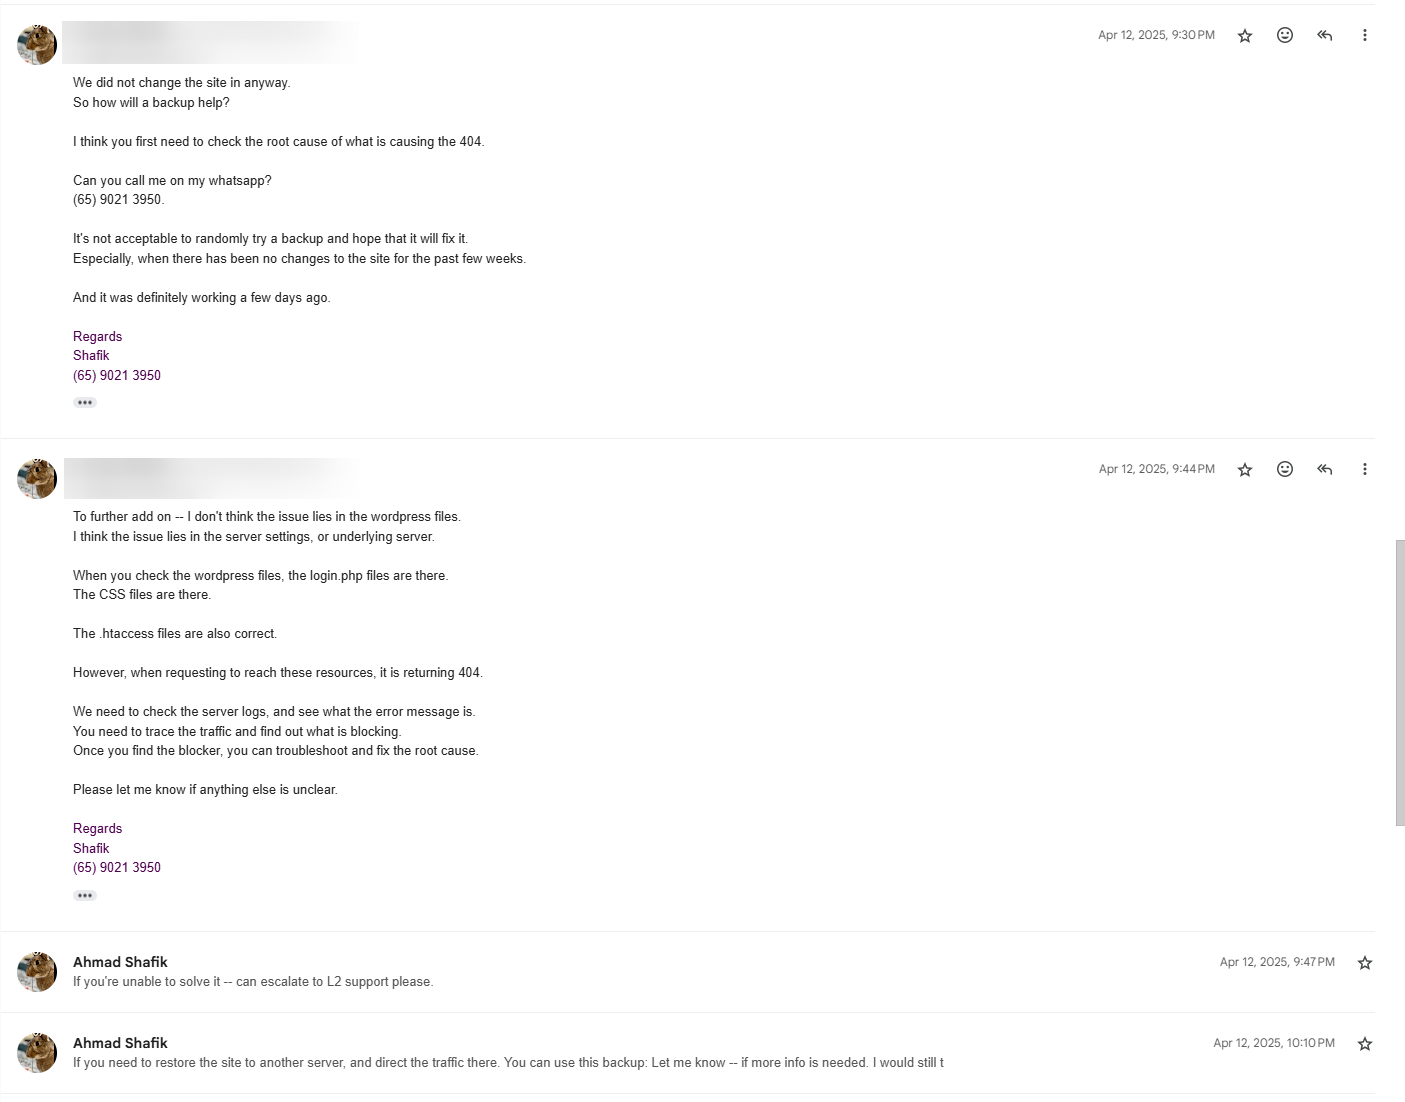 Apr 12, 2025, 9:30 PM
We did not change the site in anyway.
So how will a backup help?
I think you first need to check the root cause of what is causing the 404.
Can you call me on my whatsapp?
(65) 9021 3950.
It's not acceptable to randomly try a backup and hope that it will fix it.
Especially, when there has been no changes to the site for the past few weeks.
And it was definitely working a few days ago.
Regards
Shafik
(65) 9021 3950
Apr 12, 2025, 9:44 PM
To further add on -- I don't think the issue lies in the wordpress files.
I think the issue lies in the server settings, or underlying server.
When you check the wordpress files, the login.php files are there.
The CSS files are there.
The .htaccess files are also correct.
However, when requesting to reach these resources, it is returning 404.
We need to check the server logs, and see what the error message is.
You need to trace the traffic and find out what is blocking.
Once you find the blocker, you can troubleshoot and fix the root cause.
Please let me know if anything else is unclear.
Regards
Shafik
(65) 9021 3950
Ahmad Shafik
Apr 12, 2025, 9:47 PM
If you're unable to solve it -- can escalate to L2 support please.
Ahmad Shafik
Apr 12, 2025, 10:10 PM
If you need to restore the site to another server, and direct the traffic there. You can use this backup: Let me know -- if more info is needed. I would still t